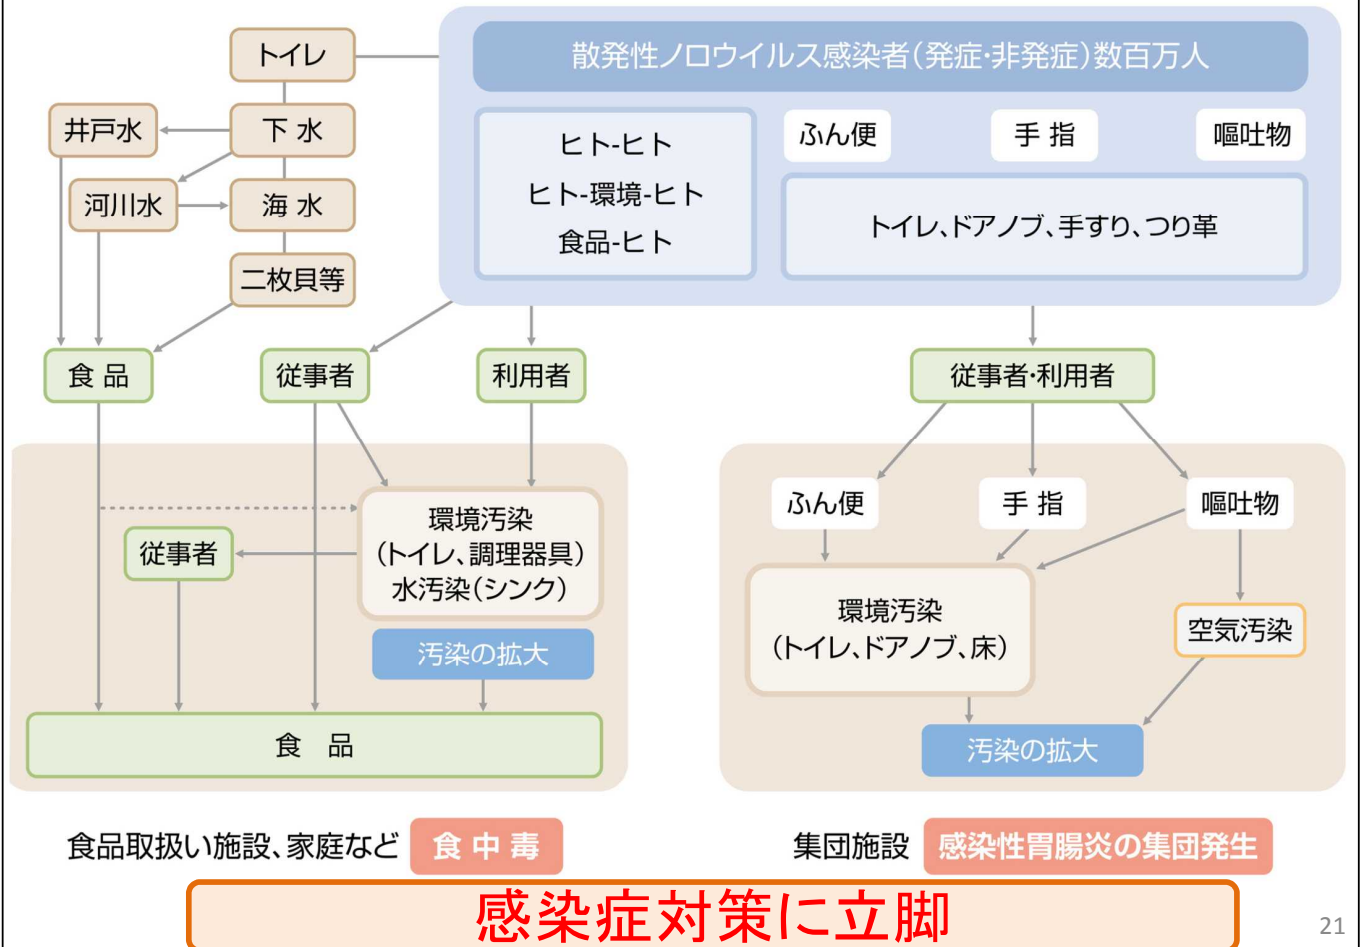 トイレ
散発性ノロウイルス感染者(発症・非発症)数百万人
井戸水
下 水
ヒト-ヒト
ヒト-環境-ヒト
食品-ヒト
ふん便
手 指
嘔吐物
河川水
海 水
トイレ、ドアノブ、手すり、つり革
二枚貝等
食 品
従事者
利用者
従事者・利用者
環境汚染
(トイレ、調理器具)
水汚染(シンク)
従事者
汚染の拡大
食 品
ふん便
手 指
嘔吐物
環境汚染
(トイレ、ドアノブ、床)
空気汚染
汚染の拡大
食品取扱い施設、家庭など 食 中 毒
集団施設 感染性胃腸炎の集団発生
感染症対策に立脚
21